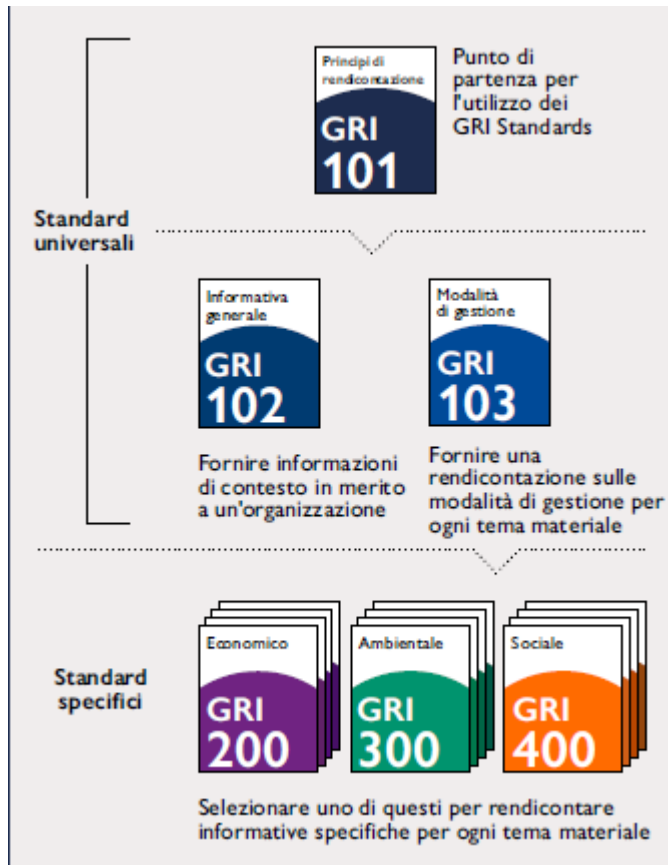 Principi di
rendicontazione
GRI
101
Punto di
partenza per
l'utilizzo dei
GRI Standards
Standard
universali
Informativa
generale
GRI
102
Modalità
di gestione
GRI
103
Fornire informazioni
di contesto in merito
a un'organizzazione
Fornire una
rendicontazione sulle
modalità di gestione per
ogni tema materiale
Standard
specifici
Economico
GRI
200
Ambientale
GRI
300
Sociale
GRI
400
Selezionare uno di questi per rendicontare
informative specifiche per ogni tema materiale